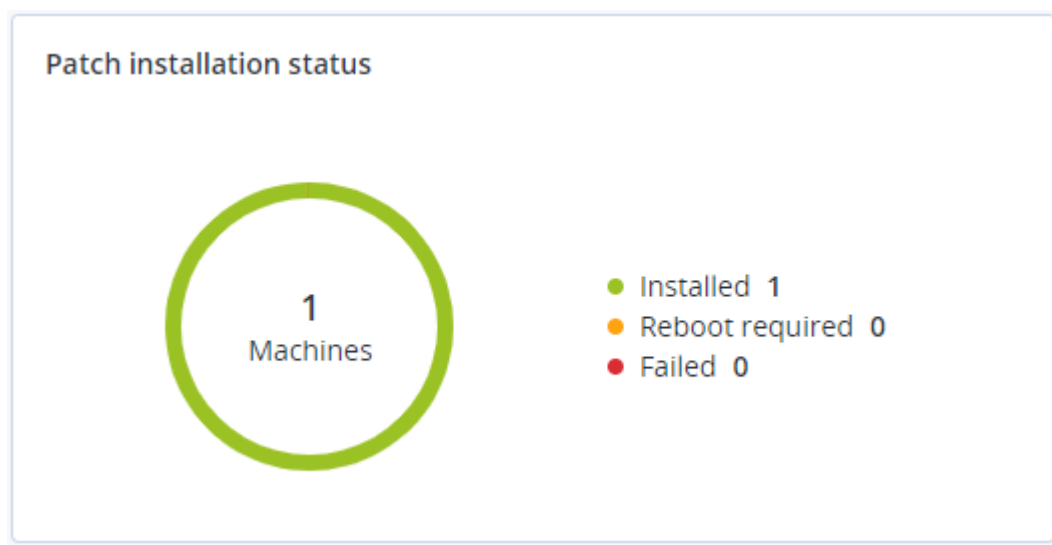 Patch installation status
1
Machines
Installed 1
Reboot required 0
Failed 0